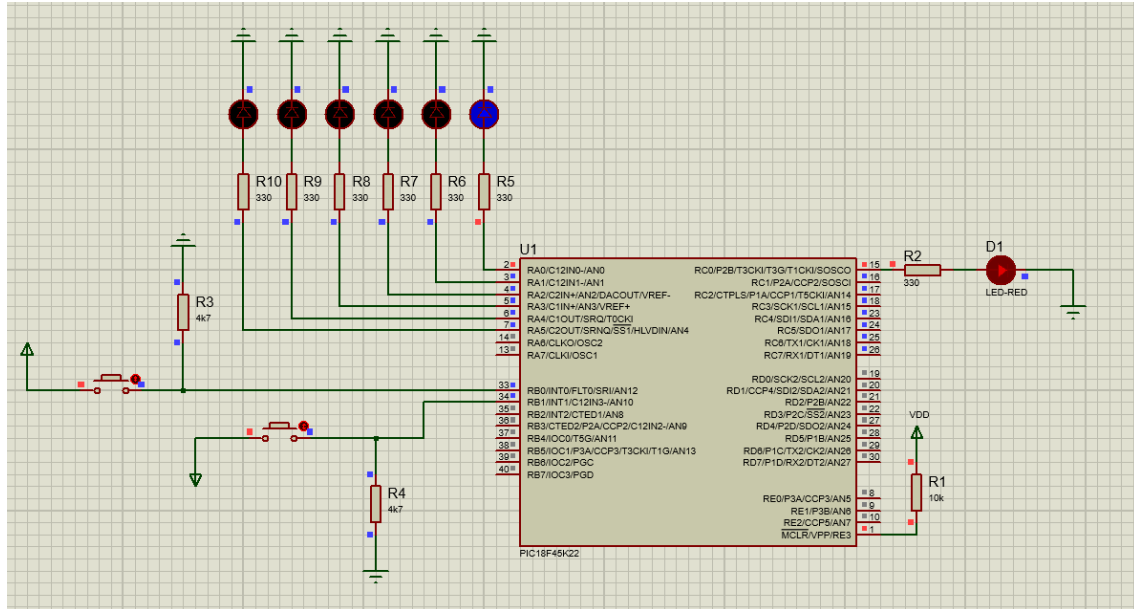 R10
330
R9
330
R8
330
R7
330
R6
330
R5
330
R3
4k7
R4
4k7
U1
2 RA0/C12IN0-/AN0
3 RA1/C12IN1-/AN1
4 RA2/C2IN+/AN2/DACOUT/VREF-
5 RA3/C1IN+/AN3/VREF+
6 RA4/C1OUT/SRQ/T0CKI
7 RA5/C2OUT/SRNQ/SS1/HLVDIN/AN4
14 RA6/CLKO/OSC2
13 RA7/CLKI/OSC1
33 RB0/INT0/FLT0/SRI/AN12
34 RB1/INT1/C12IN3-/AN10
35 RB2/INT2/CTED1/AN8
36 RB3/CTED2/P2A/CCP2/C12IN2-/AN9
37 RB4/IOC0/T5G/AN11
38 RB5/IOC1/P3A/CCP3/T3CKI/T1G/AN13
39 RB6/IOC2/PGC
40 RB7/IOC3/PGD
RC0/P2B/T3CKI/T3G/T1CKI/SOSCO 15
RC1/P2A/CCP2/SOSCI 16
RC2/CTPLS/P1A/CCP1/T5CKI/AN14 17
RC3/SCK1/SCL1/AN15 18
RC4/SDI1/SDA1/AN16 23
RC5/SDO1/AN17 24
RC6/TX1/CK1/AN18 25
RC7/RX1/DT1/AN19 26
RD0/SCK2/SCL2/AN20 19
RD1/CCP4/SDI2/SDA2/AN21 20
RD2/P2B/AN22 21
RD3/P2C/SS2/AN23 22
RD4/P2D/SDO2/AN24 27
RD5/P1B/AN25 28
RD6/P1C/TX2/CK2/AN26 29
RD7/P1D/RX2/DT2/AN27 30
RE0/P3A/CCP3/AN5 8
RE1/P3B/AN6 9
RE2/CCP5/AN7 10
MCLR/VPP/RE3 1
PIC18F45K22
R2
330
D1
LED-RED
VDD
R1
10k